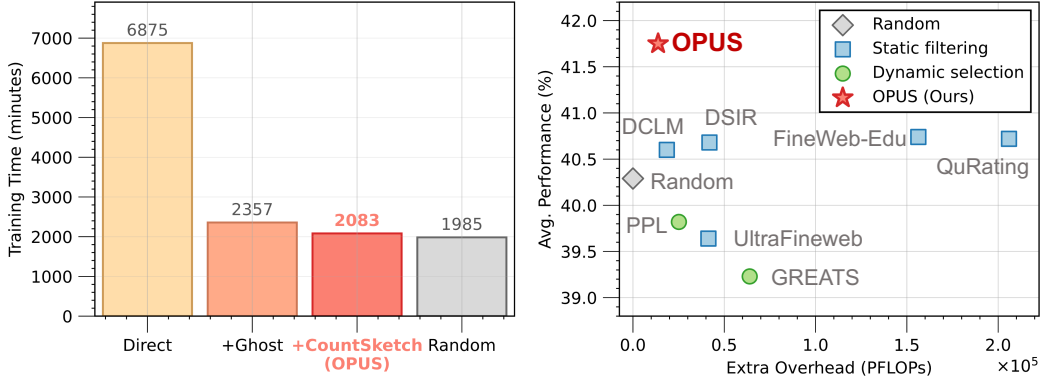 Training Time (minutes)
7000
6000
5000
4000
3000
2000
1000
0
6875
2357
2083
1985
Direct
+Ghost
+CountSketch
(OPUS)
Random
Avg. Performance (%)
42.0
41.5
41.0
40.5
40.0
39.5
39.0
OPUS
Random
Static filtering
Dynamic selection
OPUS (Ours)
DCLM
DSIR
FineWeb-Edu
QuRating
Random
PPL
UltraFineweb
GREATS
0.0
0.5
1.0
1.5
2.0
×10⁵
Extra Overhead (PFLOPs)